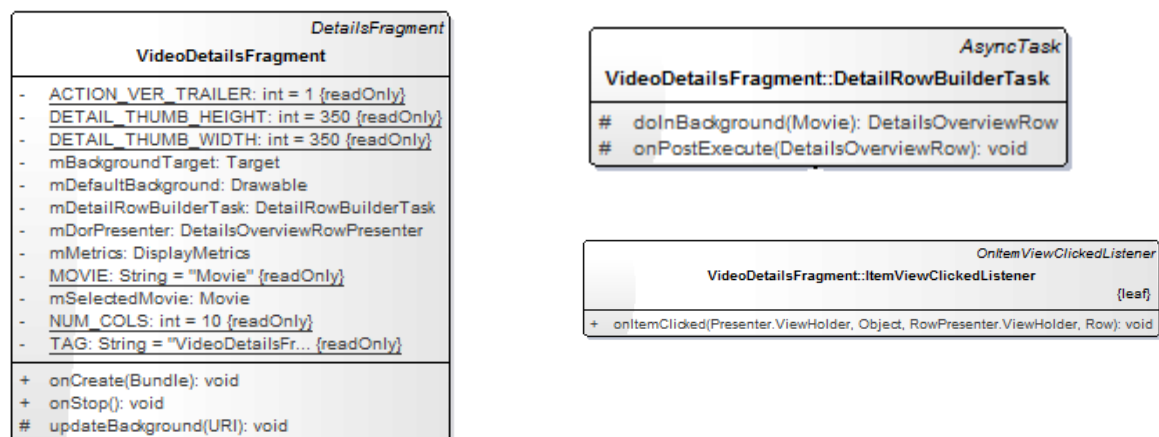 DetailsFragment
VideoDetailsFragment
- ACTION_VER_TRAILER: int = 1 {readOnly}
- DETAIL_THUMB_HEIGHT: int = 350 {readOnly}
- DETAIL_THUMB_WIDTH: int = 350 {readOnly}
- mBackgroundTarget: Target
- mDefaultBackground: Drawable
- mDetailRowBuilderTask: DetailRowBuilderTask
- mDorPresenter: DetailsOverviewRowPresenter
- mMetrics: DisplayMetrics
- MOVIE: String = "Movie" {readOnly}
- mSelectedMovie: Movie
- NUM_COLS: int = 10 {readOnly}
- TAG: String = "VideoDetailsFr... {readOnly}
+ onCreate(Bundle): void
+ onStop(): void
# updateBackground(URI): void
AsyncTask
VideoDetailsFragment::DetailRowBuilderTask
# doInBackground(Movie): DetailsOverviewRow
# onPostExecute(DetailsOverviewRow): void
OnItemViewClickedListener
VideoDetailsFragment::ItemViewClickedListener
{leaf}
+ onItemClicked(Presenter.ViewHolder, Object, RowPresenter.ViewHolder, Row): void